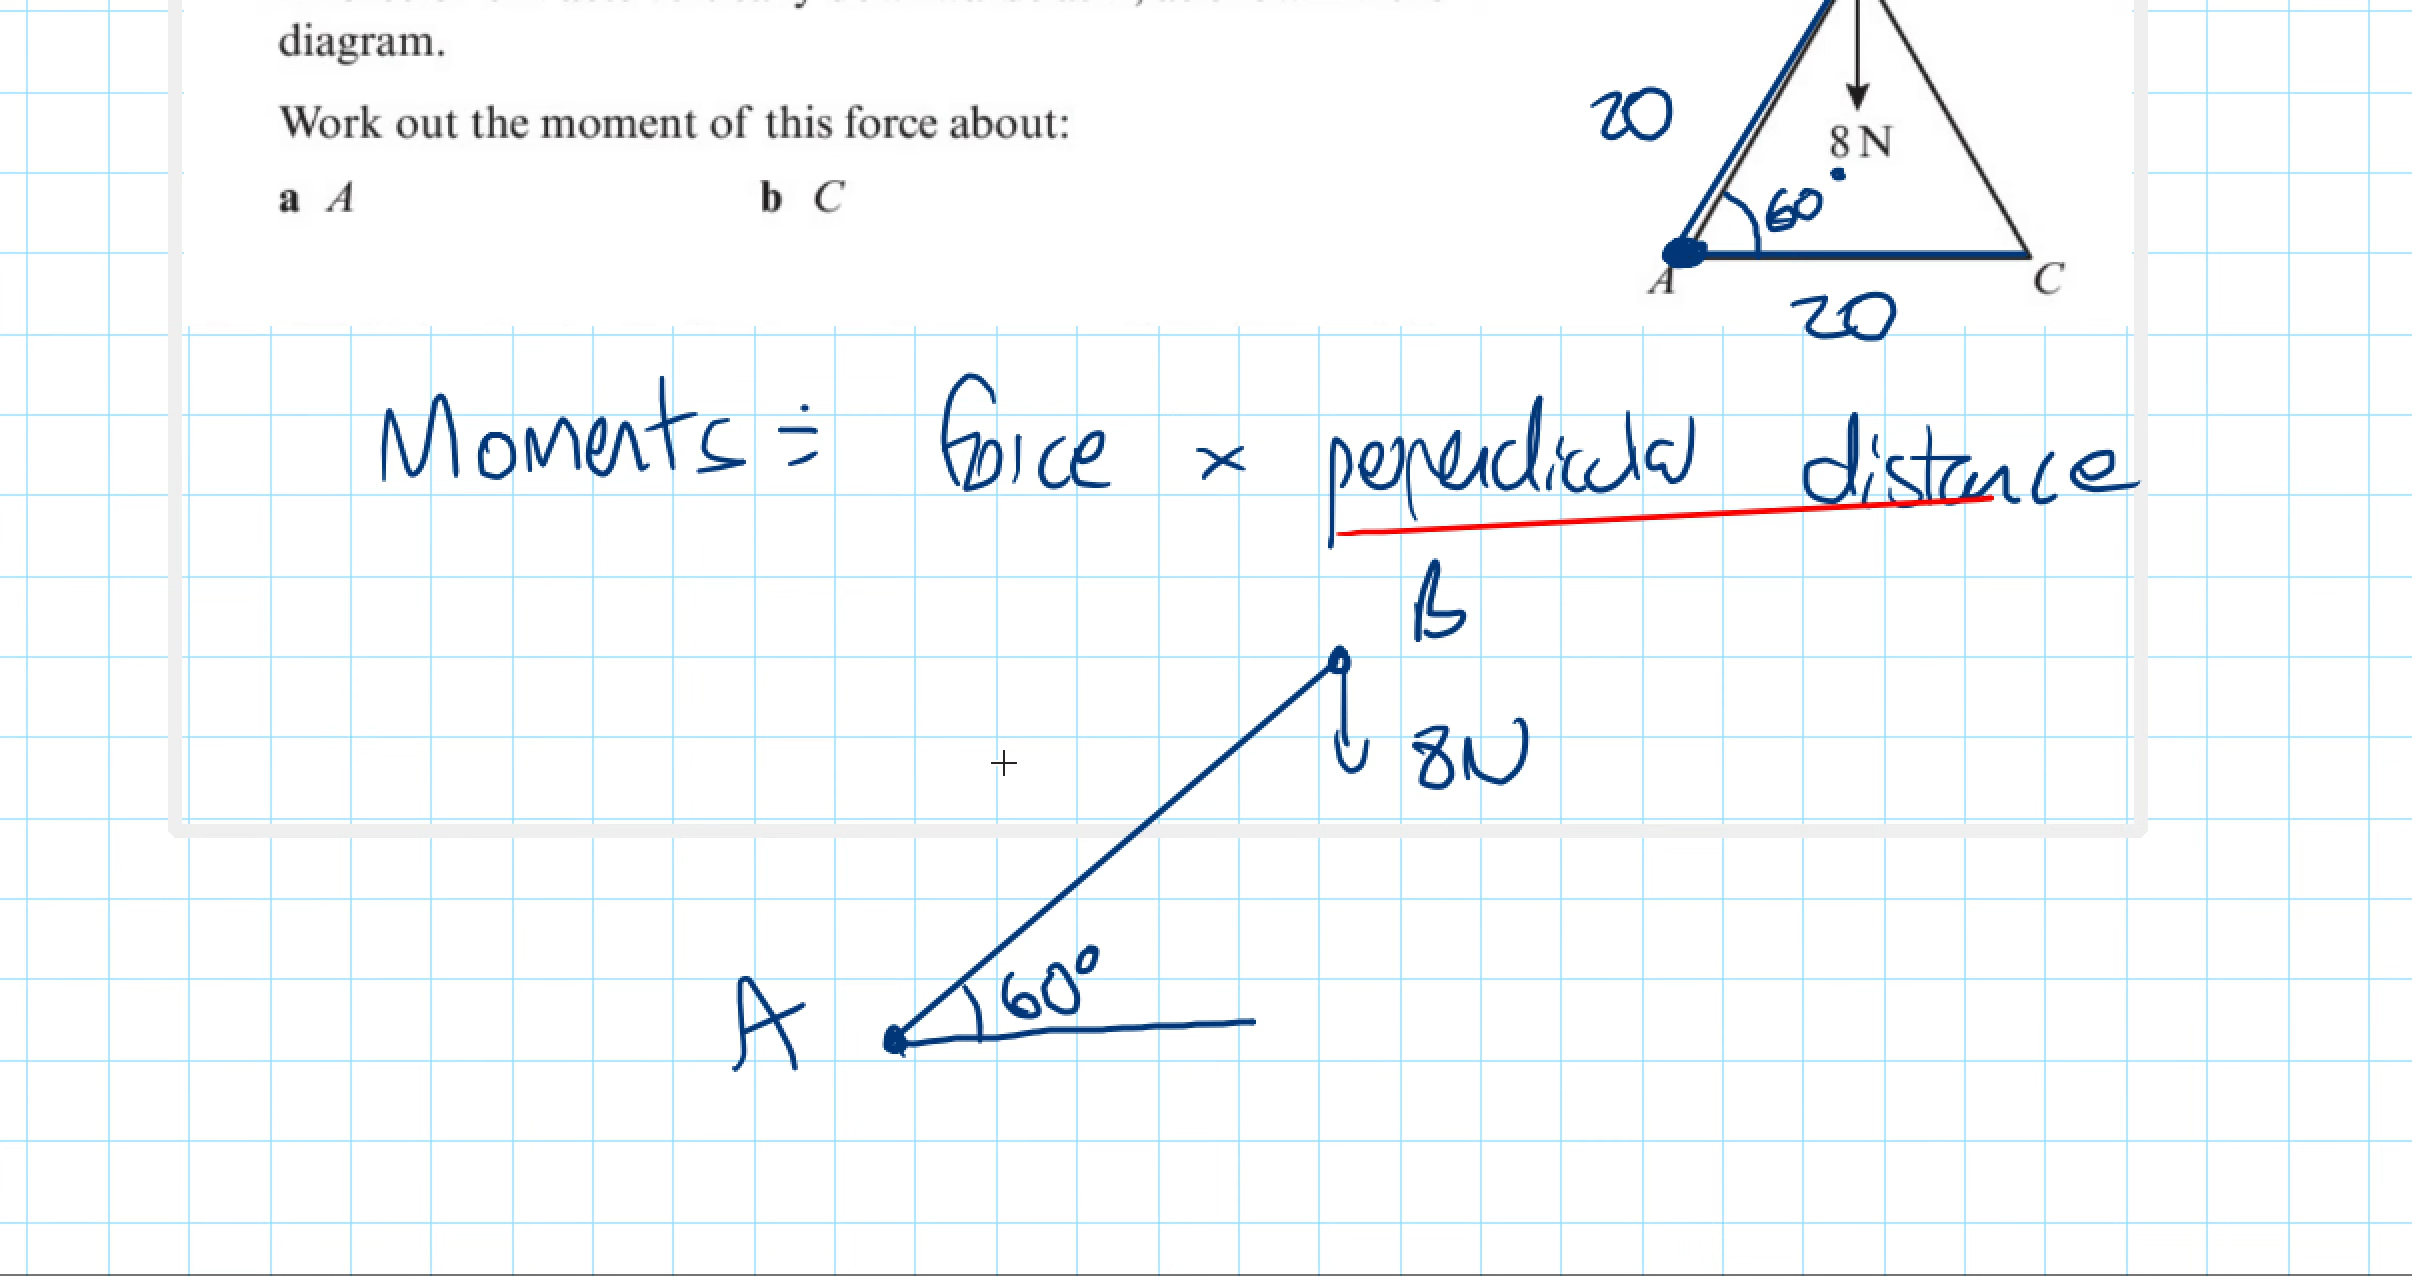 diagram.
Work out the moment of this force about:
a A b C
20
8 N
60°
A C
20
Moments = force × perpendicular distance
B
8N
60°
A